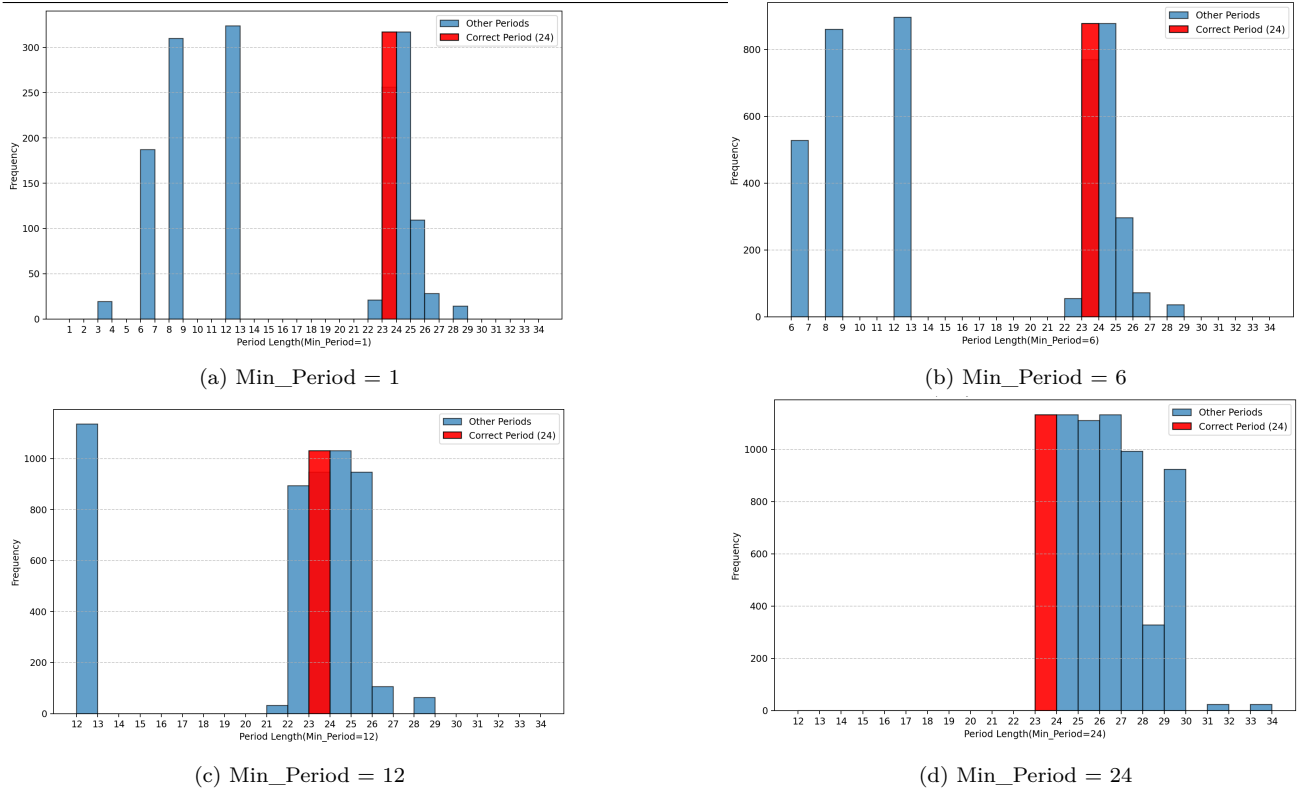 Other Periods
Correct Period (24)
Frequency
300
250
200
150
100
50
0
1 2 3 4 5 6 7 8 9 10 11 12 13 14 15 16 17 18 19 20 21 22 23 24 25 26 27 28 29 30 31 32 33 34
Period Length(Min_Period=1)
(a) Min_Period = 1
Other Periods
Correct Period (24)
Frequency
800
600
400
200
0
6 7 8 9 10 11 12 13 14 15 16 17 18 19 20 21 22 23 24 25 26 27 28 29 30 31 32 33 34
Period Length(Min_Period=6)
(b) Min_Period = 6
Other Periods
Correct Period (24)
Frequency
1000
800
600
400
200
0
12 13 14 15 16 17 18 19 20 21 22 23 24 25 26 27 28 29 30 31 32 33 34
Period Length(Min_Period=12)
(c) Min_Period = 12
Other Periods
Correct Period (24)
Frequency
1000
800
600
400
200
0
12 13 14 15 16 17 18 19 20 21 22 23 24 25 26 27 28 29 30 31 32 33 34
Period Length(Min_Period=24)
(d) Min_Period = 24